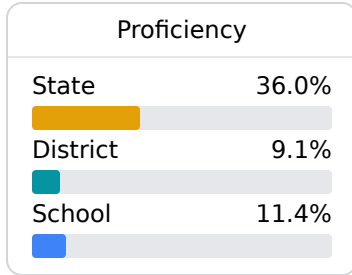 Proficiency
State 36.0%
District 9.1%
School 11.4%